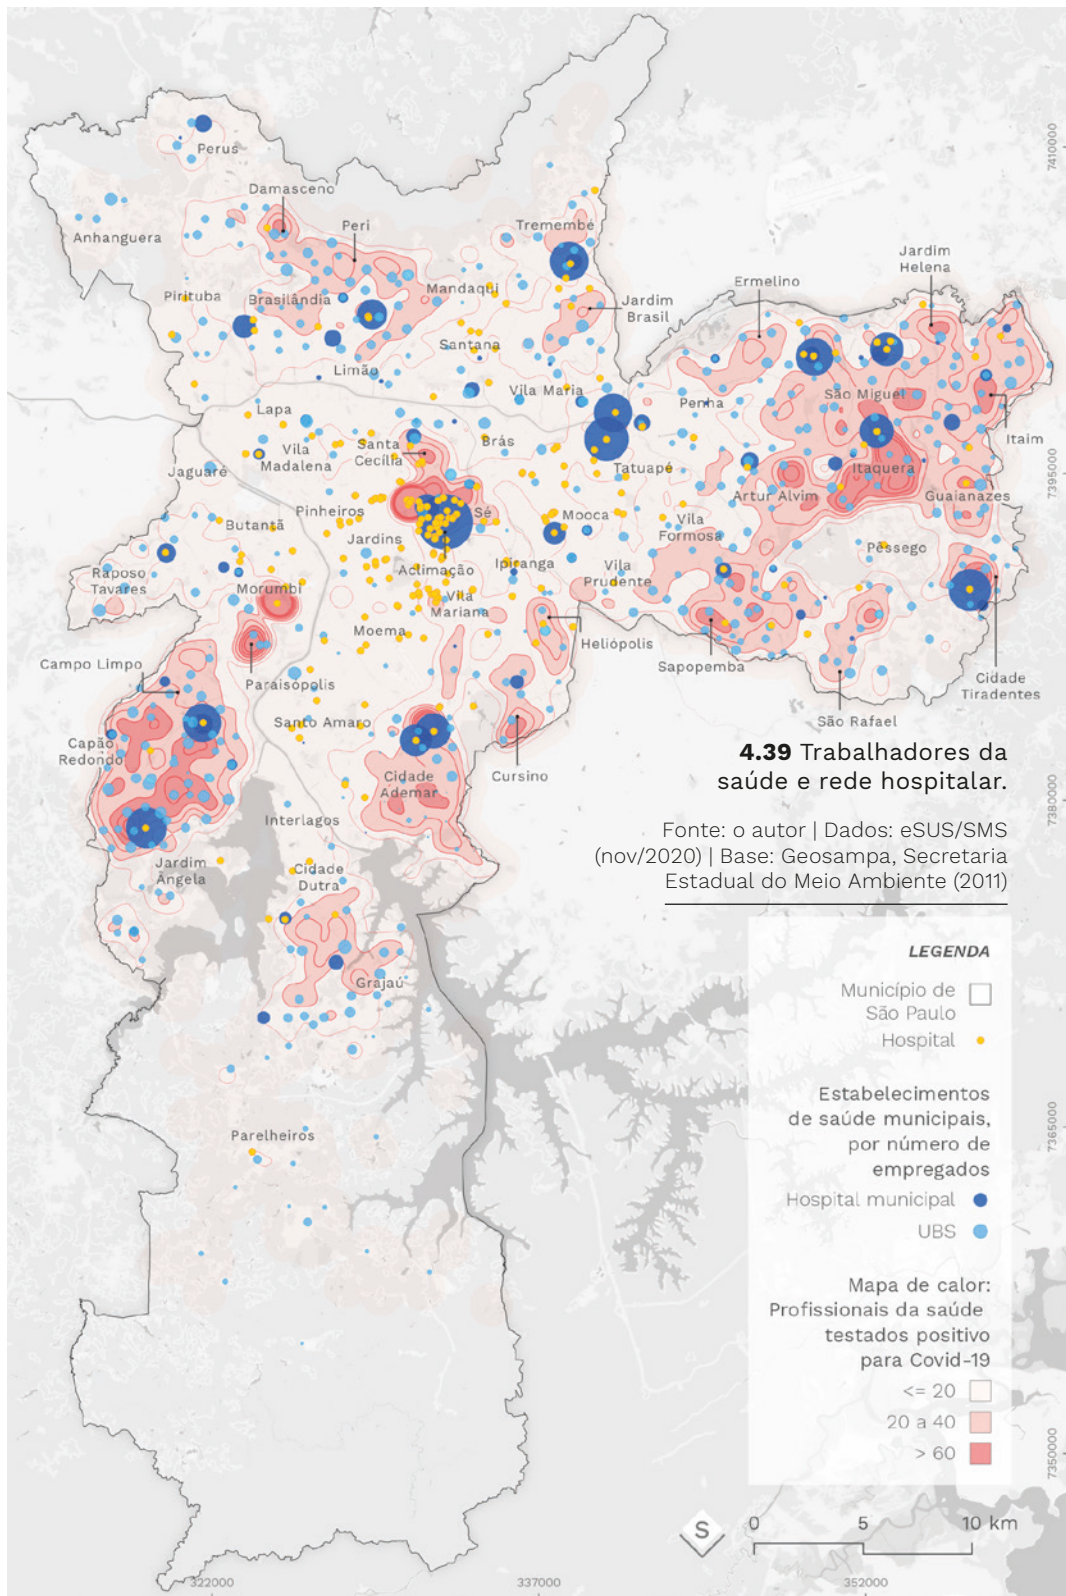 Perus
Damasceno
Anhanguera
Peri
Tremembé
Jardim
Helena
Ermelino
Pirituba
Brasilândia
Mandaqui
Jardim
Brasil
Santana
Limão
Vila Maria
Penha
São Miguel
Lapa
Vila
Madalena
Santa
Cecília
Brás
Itaim
Jaguaré
Tatuapé
Itaquera
Artur Alvim
Guaianazes
Pinheiros
Sé
Mooca
Butantã
Vila
Formosa
Jardins
Pêssego
Aclimação
Ipiranga
Raposo
Tavares
Morumbi
Vila
Prudente
Vila
Mariana
Moema
Heliópolis
Campo Limpo
Sapopemba
Paraisópolis
Cidade
Tiradentes
Santo Amaro
São Rafael
Capão
Redondo
Cidade
Ademar
Cursino
Interlagos
Jardim
Ângela
Cidade
Dutra
Grajaú
Parelheiros
4.39 Trabalhadores da
saúde e rede hospitalar.
Fonte: o autor | Dados: eSUS/SMS
(nov/2020) | Base: Geosampa, Secretaria
Estadual do Meio Ambiente (2011)
LEGENDA
Município de
São Paulo
Hospital
Estabelecimentos
de saúde municipais,
por número de
empregados
Hospital municipal
UBS
Mapa de calor:
Profissionais da saúde
testados positivo
para Covid-19
<= 20
20 a 40
> 60
S
0 5 10 km
7410000
7395000
7380000
7365000
7350000
322000
337000
352000